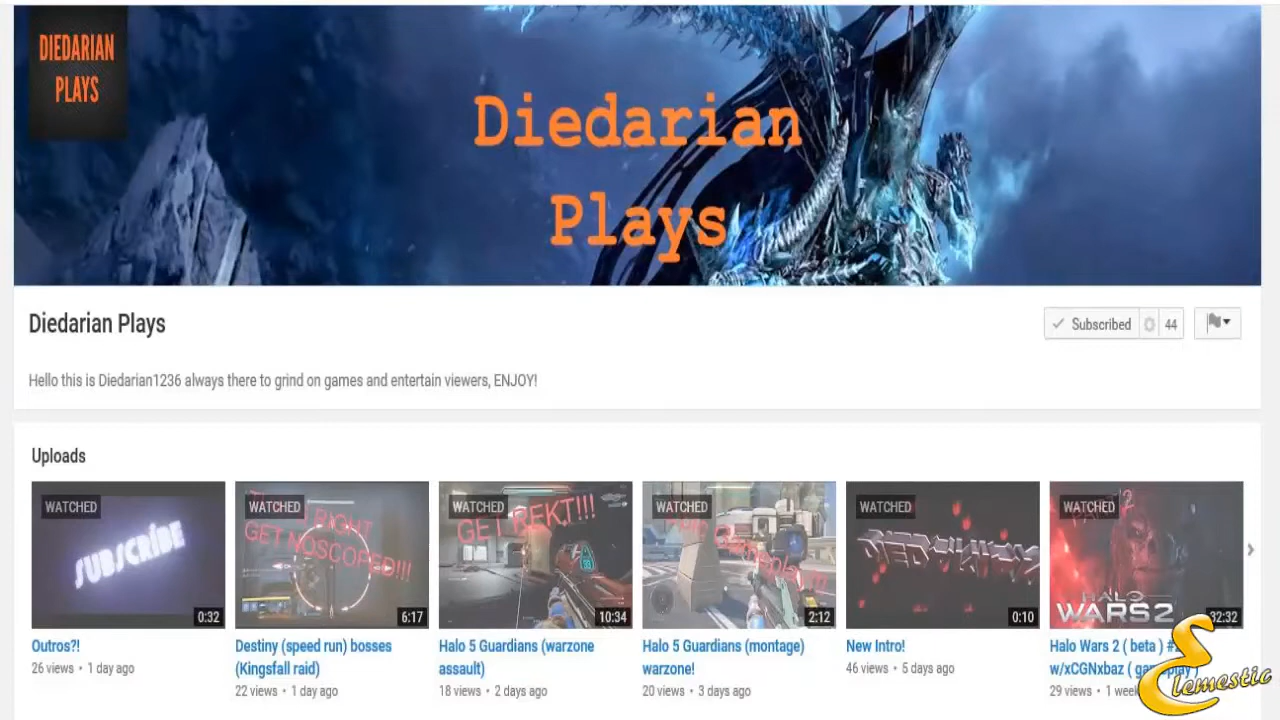 DIEDARIAN
PLAYS
Diedarian
Plays
Diedarian Plays
Subscribed 44
Hello this is Diedarian1236 always there to grind on games and entertain viewers, ENJOY!
Uploads
WATCHED
SUBSCRIBE
0:32
Outros?!
26 views • 1 day ago
WATCHED
RIGHT
GET NOSCOPED!!!
6:17
Destiny (speed run) bosses
(Kingsfall raid)
22 views • 1 day ago
WATCHED
GET REKT!!!
10:34
Halo 5 Guardians (warzone
assault)
18 views • 2 days ago
WATCHED
Gameplay!!!
2:12
Halo 5 Guardians (montage)
warzone!
20 views • 3 days ago
WATCHED
0:10
New Intro!
46 views • 5 days ago
WATCHED
HALO
WARS2
32:32
Halo Wars 2 ( beta )
w/xCGNxbaz (
29 views • 1
Elemestic